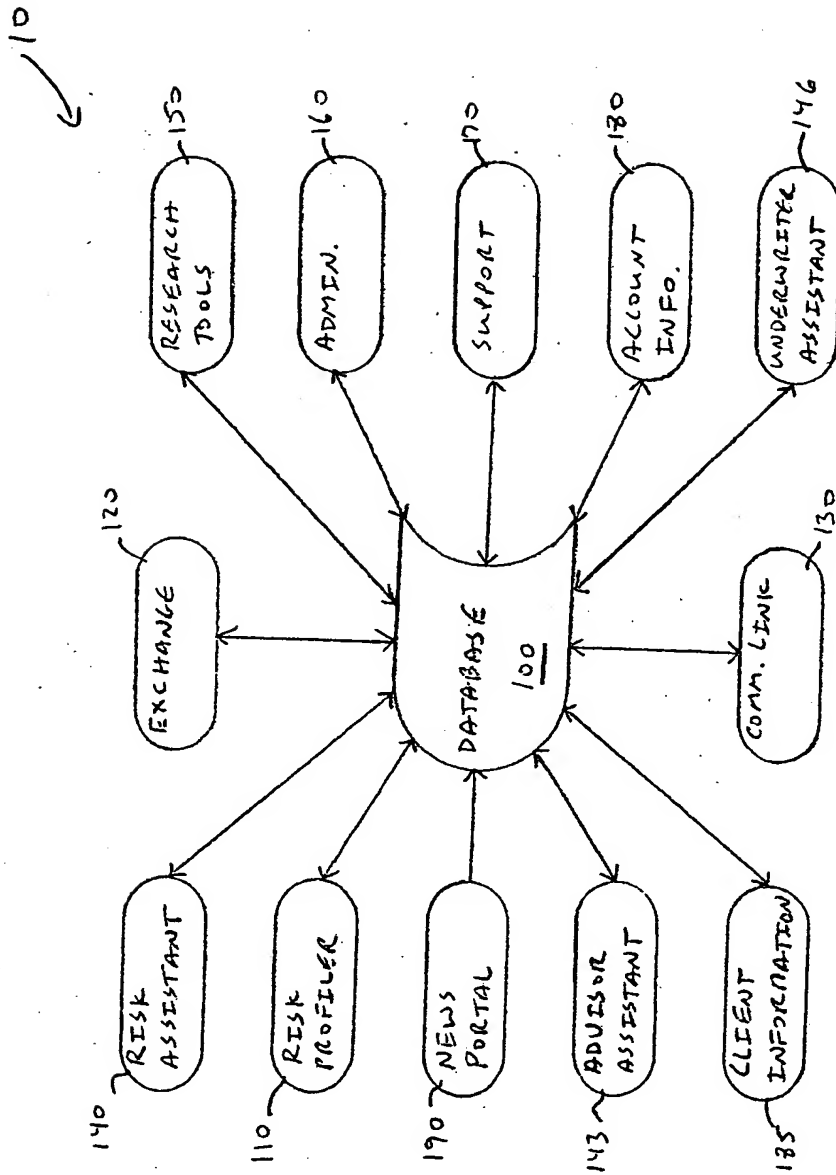 10
RISK
ASSISTANT
140
RISK
PROFILER
110
NEWS
PORTAL
190
ADVISOR
ASSISTANT
143
CLIENT
INFORMATION
185
EXCHANGE
120
DATABASE
100
COMM. LINK
130
RESEARCH
TOOLS
150
ADMIN.
160
SUPPORT
170
ACCOUNT
INFO.
180
UNDERWRITER
ASSISTANT
146